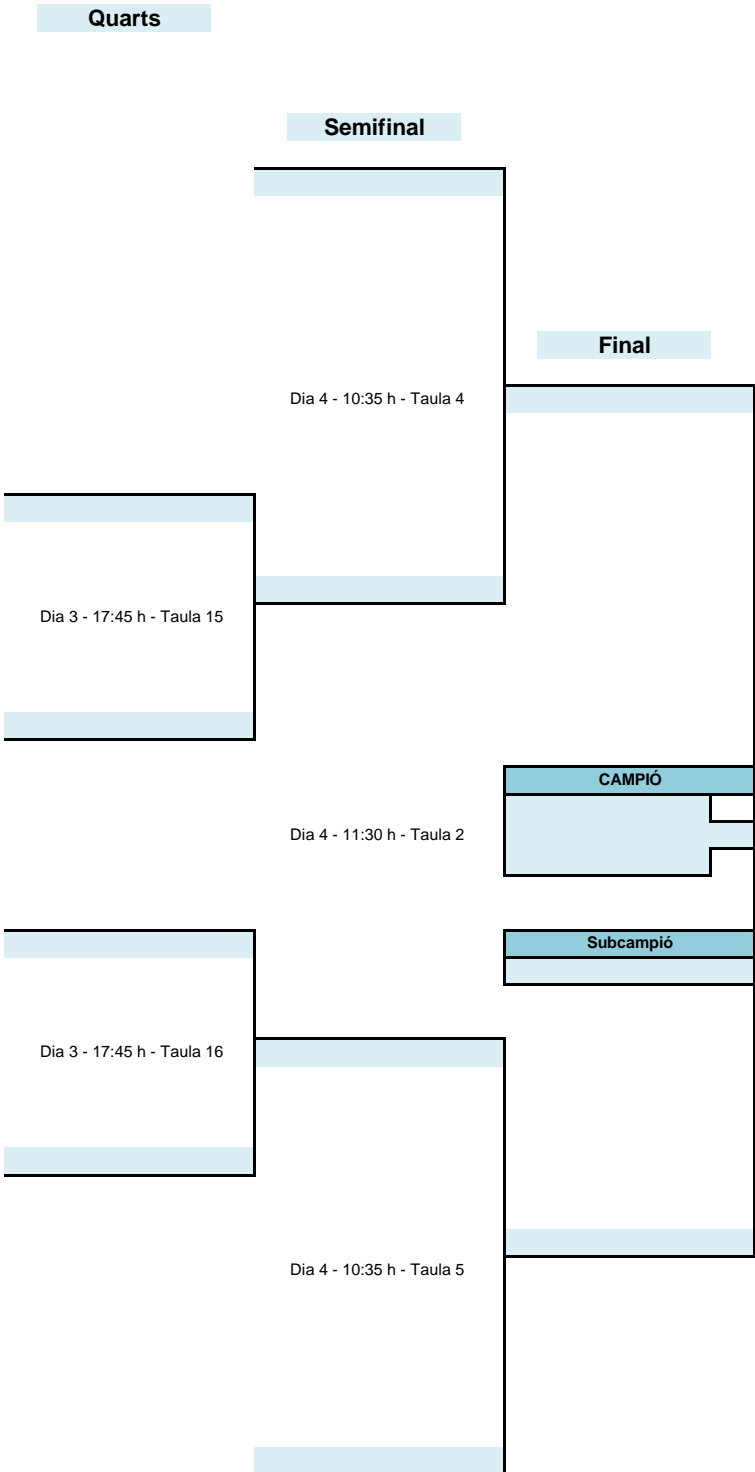 Quarts
Semifinal
Final
Dia 4 - 10:35 h - Taula 4
Dia 3 - 17:45 h - Taula 15
CAMPIÓ
Dia 4 - 11:30 h - Taula 2
Subcampió
Dia 3 - 17:45 h - Taula 16
Dia 4 - 10:35 h - Taula 5